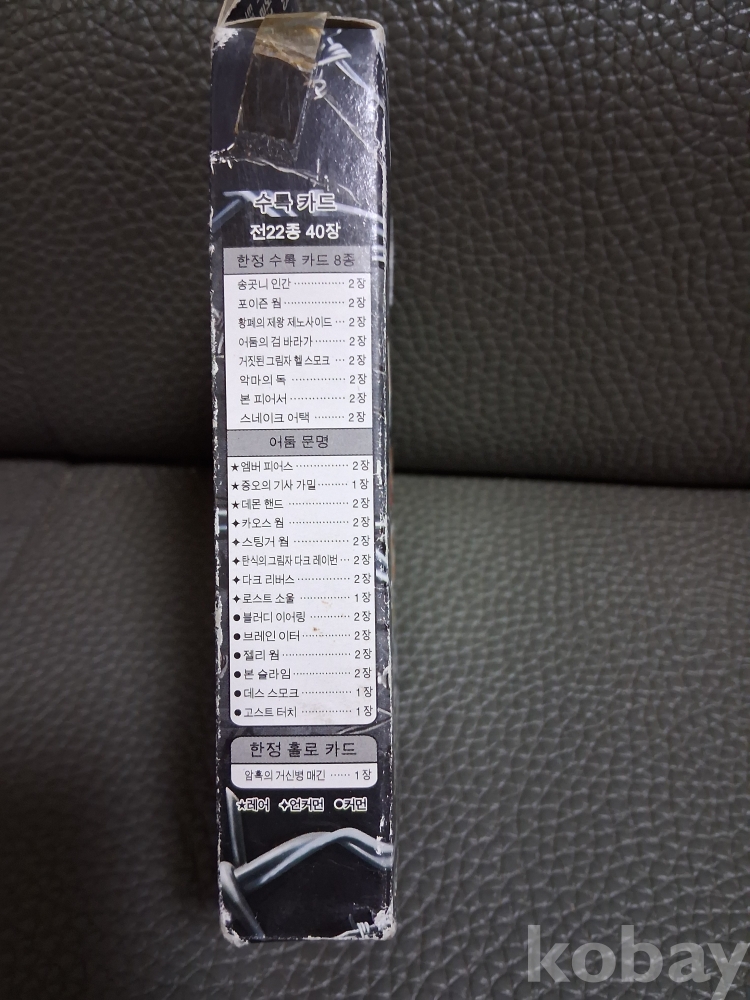 수록 카드
전22종 40장
한정 수록 카드 8종
송곳니 인간 ·············· 2장
포이즌 웜 ················ 2장
황폐의 제왕 제노사이드 ··· 2장
어둠의 검 바라가 ········· 2장
거짓된 그림자 헬 스모크 ··· 2장
악마의 독 ················ 2장
본 피어서 ················ 2장
스네이크 어택 ········ 2장
어둠 문명
★엠버 피어스 ················ 2장
★증오의 기사 가밀 ········· 1장
★데몬 핸드 ·················· 2장
✦카오스 웜 ·················· 2장
✦스팅거 웜 ·················· 2장
✦탄식의 그림자 다크 레이번 ··· 2장
✦다크 리버스 ················ 2장
✦로스트 소울 ··············· 1장
●블러디 이어링 ············ 2장
●브레인 이터 ·············· 2장
●젤리 웜 ···················· 2장
●본 슬라임 ·················· 2장
●데스 스모크 ··············· 1장
●고스트 터치 ··············· 1장
한정 홀로 카드
암흑의 거신병 매긴 ······ 1장
★레어 ✦언커먼 ●커먼
kobay